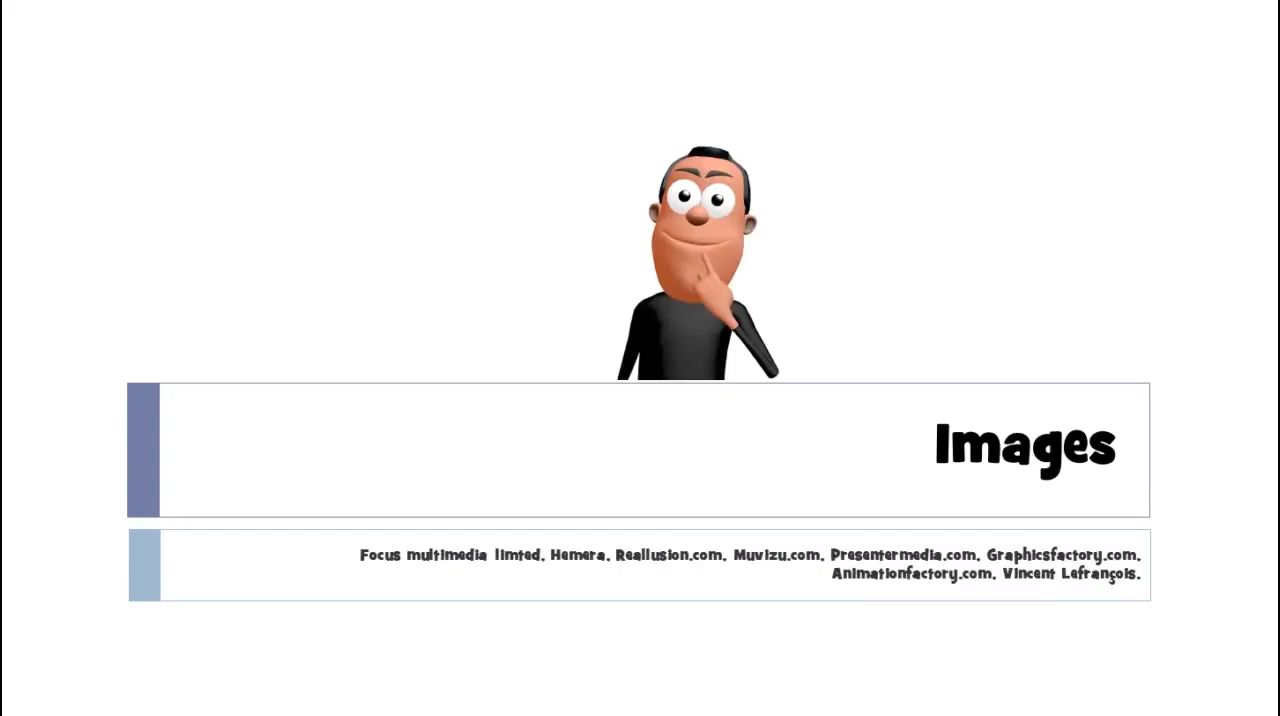 Images
Focus multimedia limted, Hemera, Reallusion.com, Muvizu.com, Presentermedia.com, Graphicsfactory.com,
Animationfactory.com, Vincent Lefrançois.